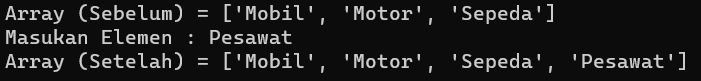 Array (Sebelum) = ['Mobil', 'Motor', 'Sepeda']
Masukan Elemen : Pesawat
Array (Setelah) = ['Mobil', 'Motor', 'Sepeda', 'Pesawat']